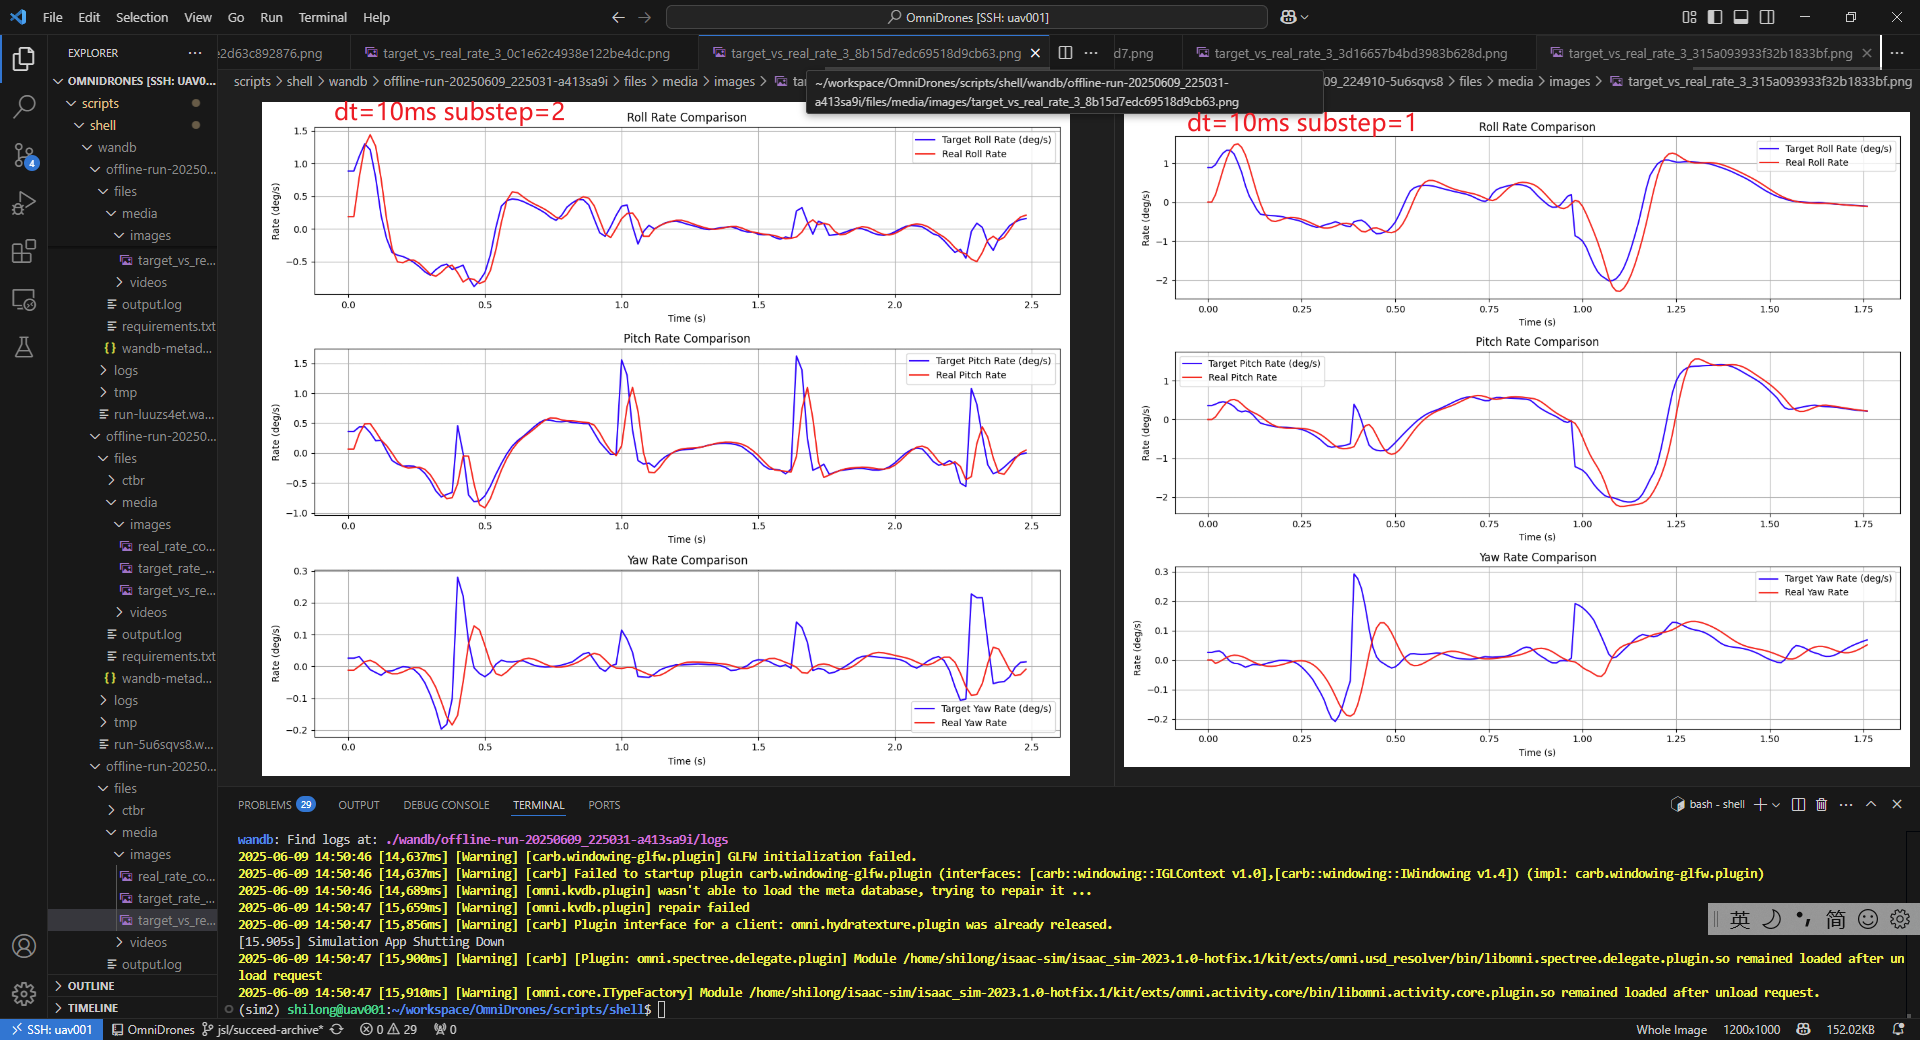 File Edit Selection View Go Run Terminal Help
OmniDrones [SSH: uav001]
EXPLORER
e2d63c892876.png
target_vs_real_rate_3_0c1e62c4938e122be4dc.png
target_vs_real_rate_3_8b15d7edc69518d9cb63.png
d7.png
target_vs_real_rate_3_3d16657b4bd3983b628d.png
target_vs_real_rate_3_315a093933f32b1833bf.png
OMNIDRONES [SSH: UAV0...
scripts > shell > wandb > offline-run-20250609_225031-a413sa9i > files > media > images > tar
09_224910-5u6sqvs8 > files > media > images > target_vs_real_rate_3_315a093933f32b1833bf.png
~/workspace/OmniDrones/scripts/shell/wandb/offline-run-20250609_225031-
a413sa9i/files/media/images/target_vs_real_rate_3_8b15d7edc69518d9cb63.png
scripts
shell
wandb
offline-run-20250...
files
media
images
target_vs_re...
videos
output.log
requirements.txt
wandb-metad...
logs
tmp
run-luuzs4et.wa...
offline-run-20250...
files
ctbr
media
images
real_rate_co...
target_rate_...
target_vs_re...
videos
output.log
requirements.txt
wandb-metad...
logs
tmp
run-5u6sqvs8.w...
offline-run-20250...
files
ctbr
media
images
real_rate_co...
target_rate_...
target_vs_re...
videos
output.log
OUTLINE
TIMELINE
4
dt=10ms substep=2
Roll Rate Comparison
Target Roll Rate (deg/s)
Real Roll Rate
Rate (deg/s)
1.5
1.0
0.5
0.0
−0.5
0.0 0.5 1.0 1.5 2.0 2.5
Time (s)
Pitch Rate Comparison
Target Pitch Rate (deg/s)
Real Pitch Rate
Rate (deg/s)
1.5
1.0
0.5
0.0
−0.5
−1.0
0.0 0.5 1.0 1.5 2.0 2.5
Time (s)
Yaw Rate Comparison
Target Yaw Rate (deg/s)
Real Yaw Rate
Rate (deg/s)
0.3
0.2
0.1
0.0
−0.1
−0.2
0.0 0.5 1.0 1.5 2.0 2.5
Time (s)
dt=10ms substep=1
Roll Rate Comparison
Target Roll Rate (deg/s)
Real Roll Rate
Rate (deg/s)
1
0
−1
−2
0.00 0.25 0.50 0.75 1.00 1.25 1.50 1.75
Time (s)
Pitch Rate Comparison
Target Pitch Rate (deg/s)
Real Pitch Rate
Rate (deg/s)
1
0
−1
−2
0.00 0.25 0.50 0.75 1.00 1.25 1.50 1.75
Time (s)
Yaw Rate Comparison
Target Yaw Rate (deg/s)
Real Yaw Rate
Rate (deg/s)
0.3
0.2
0.1
0.0
−0.1
−0.2
0.00 0.25 0.50 0.75 1.00 1.25 1.50 1.75
Time (s)
PROBLEMS 29 OUTPUT DEBUG CONSOLE TERMINAL PORTS
bash - shell
wandb: Find logs at: ./wandb/offline-run-20250609_225031-a413sa9i/logs
2025-06-09 14:50:46 [14,637ms] [Warning] [carb.windowing-glfw.plugin] GLFW initialization failed.
2025-06-09 14:50:46 [14,637ms] [Warning] [carb] Failed to startup plugin carb.windowing-glfw.plugin (interfaces: [carb::windowing::IGLContext v1.0],[carb::windowing::IWindowing v1.4]) (impl: carb.windowing-glfw.plugin)
2025-06-09 14:50:46 [14,689ms] [Warning] [omni.kvdb.plugin] wasn't able to load the meta database, trying to repair it ...
2025-06-09 14:50:47 [15,659ms] [Warning] [omni.kvdb.plugin] repair failed
2025-06-09 14:50:47 [15,856ms] [Warning] [carb] Plugin interface for a client: omni.hydratexture.plugin was already released.
[15.905s] Simulation App Shutting Down
2025-06-09 14:50:47 [15,900ms] [Warning] [carb] [Plugin: omni.spectree.delegate.plugin] Module /home/shilong/isaac-sim/isaac_sim-2023.1.0-hotfix.1/kit/exts/omni.usd_resolver/bin/libomni.spectree.delegate.plugin.so remained loaded after un
load request
2025-06-09 14:50:47 [15,910ms] [Warning] [omni.core.ITypeFactory] Module /home/shilong/isaac-sim/isaac_sim-2023.1.0-hotfix.1/kit/exts/omni.activity.core/bin/libomni.activity.core.plugin.so remained loaded after unload request.
(sim2) shilong@uav001:~/workspace/OmniDrones/scripts/shell$
英 简
SSH: uav001 OmniDrones jsl/succeed-archive* 0 29 0
Whole Image 1200x1000 152.02KB